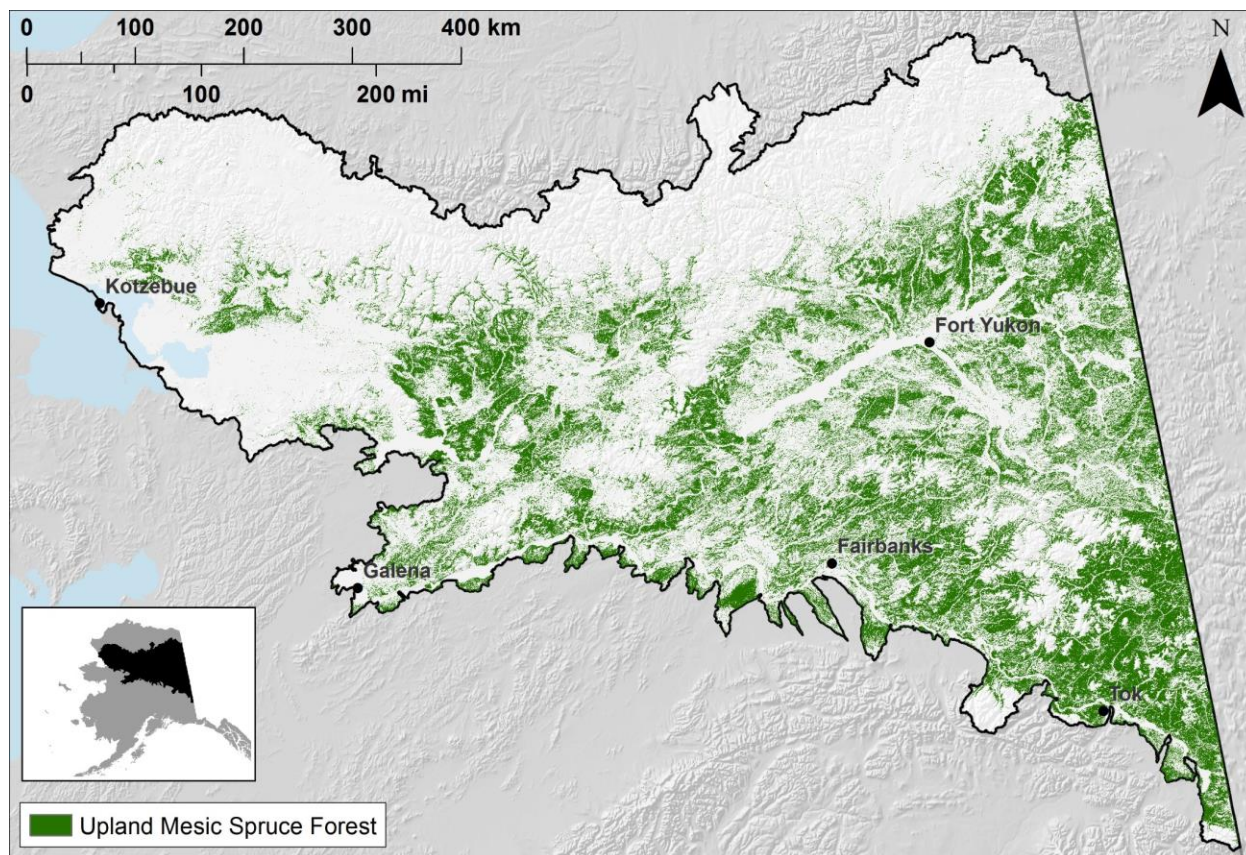 0 100 200 300 400 km
0 100 200 mi
N
Kotzebue
Fort Yukon
Fairbanks
Galena
Tok
Upland Mesic Spruce Forest